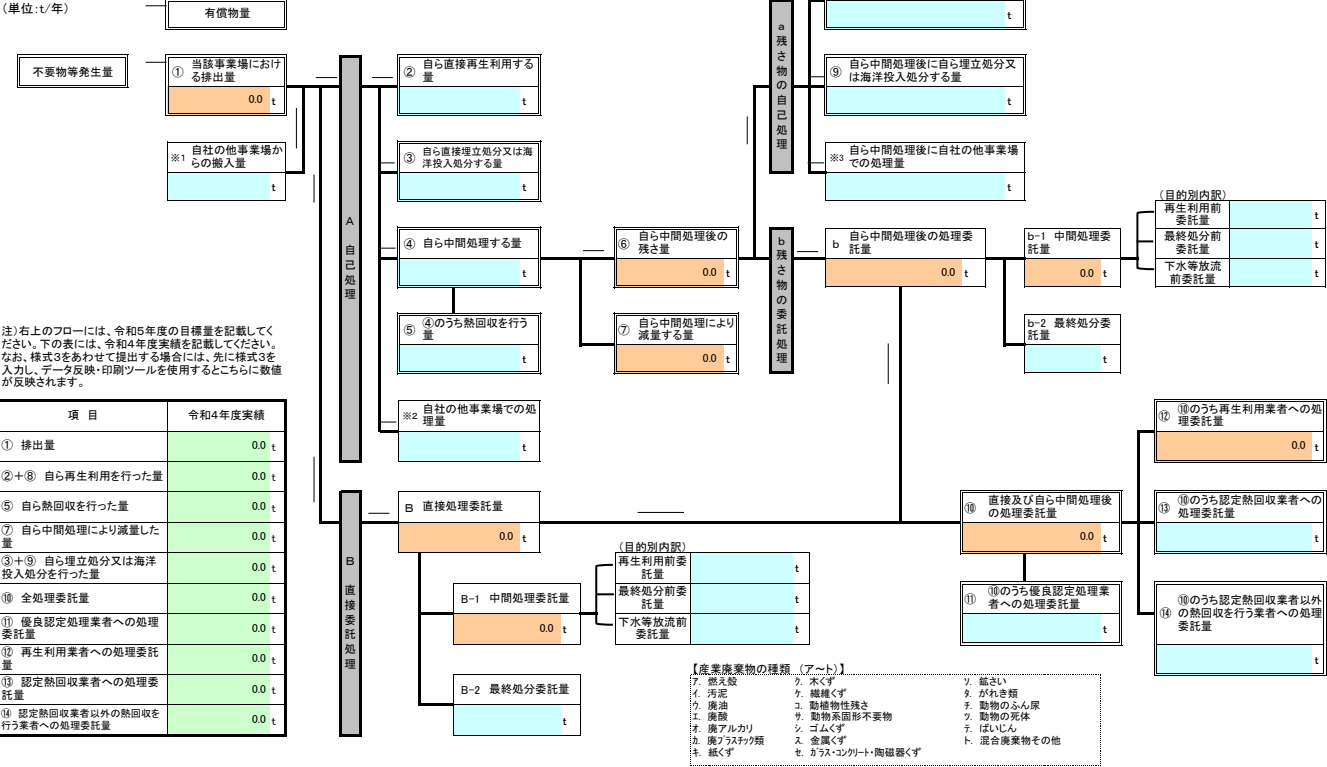 (単位:t/年)
有償物量
t
不要物等発生量
① 当該事業場におけ
る排出量
0.0 t
※1 自社の他事業場か
らの搬入量
t
A 自己処理
② 自ら直接再生利用する
量
t
③ 自ら直接埋立処分又は海
洋投入処分する量
t
④ 自ら中間処理する量
t
⑤ ④のうち熱回収を行う
量
t
※2 自社の他事業場での処
理量
t
⑥ 自ら中間処理後の
残さ量
0.0 t
⑦ 自ら中間処理により
減量する量
0.0 t
a 残さ物の自己処理
⑨ 自ら中間処理後に自ら埋立処分又
は海洋投入処分する量
t
※3 自ら中間処理後に自社の他事業場
での処理量
t
b 残さ物の委託処理
b 自ら中間処理後の処理委
託量
0.0 t
b-1 中間処理委
託量
0.0 t
b-2 最終処分委
託量
t
(目的別内訳)
再生利用前
委託量
t
最終処分前
委託量
t
下水等放流
前委託量
t
注)右上のフローには、令和5年度の目標量を記載してく
ださい。下の表には、令和4年度実績を記載してください。
なお、様式3をあわせて提出する場合には、先に様式3を
入力し、データ反映・印刷ツールを使用するとこちらに数値
が反映されます。
項 目 令和4年度実績
① 排出量 0.0 t
②+⑧ 自ら再生利用を行った量 0.0 t
⑤ 自ら熱回収を行った量 0.0 t
⑦ 自ら中間処理により減量した
量 0.0 t
③+⑨ 自ら埋立処分又は海洋
投入処分を行った量 0.0 t
⑩ 全処理委託量 0.0 t
⑪ 優良認定処理業者への処理
委託量 0.0 t
⑫ 再生利用業者への処理委託
量 0.0 t
⑬ 認定熱回収業者への処理委
託量 0.0 t
⑭ 認定熱回収業者以外の熱回収を
行う業者への処理委託量 0.0 t
B 直接委託処理
B 直接処理委託量
0.0 t
B-1 中間処理委託量
0.0 t
B-2 最終処分委託量
t
(目的別内訳)
再生利用前委
託量
t
最終処分前委
託量
t
下水等放流前
委託量
t
⑩ 直接及び自ら中間処理後
の処理委託量
0.0 t
⑪ ⑩のうち優良認定処理業
者への処理委託量
t
⑫ ⑩のうち再生利用業者への処
理委託量
0.0 t
⑬ ⑩のうち認定熱回収業者への
処理委託量
t
⑭ ⑩のうち認定熱回収業者以外
の熱回収を行う業者への処理
委託量
t
【産業廃棄物の種類 (ア~ト)】
ア. 燃え殻
イ. 汚泥
ウ. 廃油
エ. 廃酸
オ. 廃アルカリ
カ. 廃プラスチック類
キ. 紙くず
ク. 木くず
ケ. 繊維くず
コ. 動植物性残さ
サ. 動物系固形不要物
シ. ゴムくず
ス. 金属くず
セ. ガラス・コンクリート・陶磁器くず
ソ. 鉱さい
タ. がれき類
チ. 動物のふん尿
ツ. 動物の死体
テ. ばいじん
ト. 混合廃棄物その他